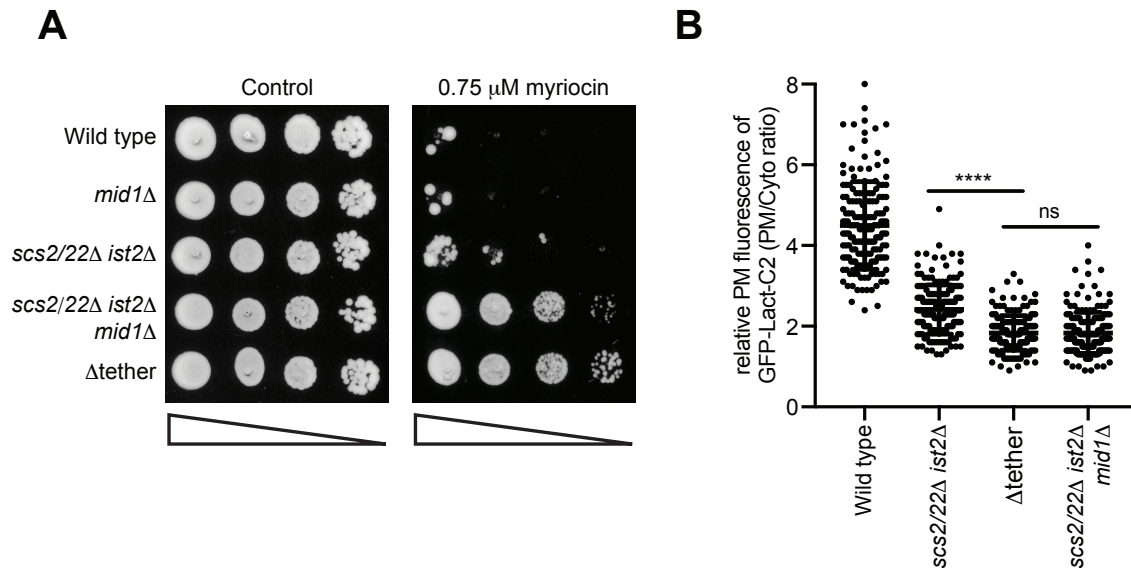 A
Control
0.75 μM myriocin
Wild type
mid1Δ
scs2/22Δ ist2Δ
scs2/22Δ ist2Δ
mid1Δ
Δtether
B
relative PM fluorescence of
GFP-Lact-C2 (PM/Cyto ratio)
8
6
4
2
0
****
ns
Wild type
scs2/22Δ ist2Δ
Δtether
scs2/22Δ ist2Δ
mid1Δ